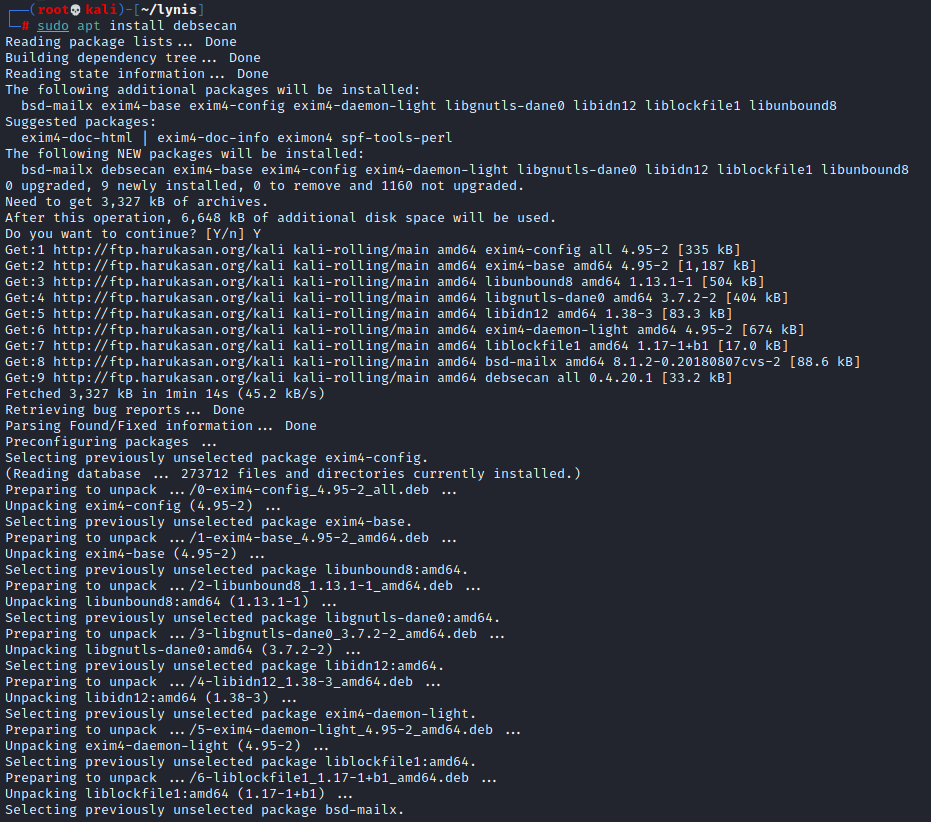 ┌──(root💀kali)-[~/lynis]
└─# sudo apt install debsecan
Reading package lists... Done
Building dependency tree... Done
Reading state information... Done
The following additional packages will be installed:
  bsd-mailx exim4-base exim4-config exim4-daemon-light libgnutls-dane0 libidn12 liblockfile1 libunbound8
Suggested packages:
  exim4-doc-html | exim4-doc-info eximon4 spf-tools-perl
The following NEW packages will be installed:
  bsd-mailx debsecan exim4-base exim4-config exim4-daemon-light libgnutls-dane0 libidn12 liblockfile1 libunbound8
0 upgraded, 9 newly installed, 0 to remove and 1160 not upgraded.
Need to get 3,327 kB of archives.
After this operation, 6,648 kB of additional disk space will be used.
Do you want to continue? [Y/n] Y
Get:1 http://ftp.harukasan.org/kali kali-rolling/main amd64 exim4-config all 4.95-2 [335 kB]
Get:2 http://ftp.harukasan.org/kali kali-rolling/main amd64 exim4-base amd64 4.95-2 [1,187 kB]
Get:3 http://ftp.harukasan.org/kali kali-rolling/main amd64 libunbound8 amd64 1.13.1-1 [504 kB]
Get:4 http://ftp.harukasan.org/kali kali-rolling/main amd64 libgnutls-dane0 amd64 3.7.2-2 [404 kB]
Get:5 http://ftp.harukasan.org/kali kali-rolling/main amd64 libidn12 amd64 1.38-3 [83.3 kB]
Get:6 http://ftp.harukasan.org/kali kali-rolling/main amd64 exim4-daemon-light amd64 4.95-2 [674 kB]
Get:7 http://ftp.harukasan.org/kali kali-rolling/main amd64 liblockfile1 amd64 1.17-1+b1 [17.0 kB]
Get:8 http://ftp.harukasan.org/kali kali-rolling/main amd64 bsd-mailx amd64 8.1.2-0.20180807cvs-2 [88.6 kB]
Get:9 http://ftp.harukasan.org/kali kali-rolling/main amd64 debsecan all 0.4.20.1 [33.2 kB]
Fetched 3,327 kB in 1min 14s (45.2 kB/s)
Retrieving bug reports... Done
Parsing Found/Fixed information... Done
Preconfiguring packages ...
Selecting previously unselected package exim4-config.
(Reading database ... 273712 files and directories currently installed.)
Preparing to unpack .../0-exim4-config_4.95-2_all.deb ...
Unpacking exim4-config (4.95-2) ...
Selecting previously unselected package exim4-base.
Preparing to unpack .../1-exim4-base_4.95-2_amd64.deb ...
Unpacking exim4-base (4.95-2) ...
Selecting previously unselected package libunbound8:amd64.
Preparing to unpack .../2-libunbound8_1.13.1-1_amd64.deb ...
Unpacking libunbound8:amd64 (1.13.1-1) ...
Selecting previously unselected package libgnutls-dane0:amd64.
Preparing to unpack .../3-libgnutls-dane0_3.7.2-2_amd64.deb ...
Unpacking libgnutls-dane0:amd64 (3.7.2-2) ...
Selecting previously unselected package libidn12:amd64.
Preparing to unpack .../4-libidn12_1.38-3_amd64.deb ...
Unpacking libidn12:amd64 (1.38-3) ...
Selecting previously unselected package exim4-daemon-light.
Preparing to unpack .../5-exim4-daemon-light_4.95-2_amd64.deb ...
Unpacking exim4-daemon-light (4.95-2) ...
Selecting previously unselected package liblockfile1:amd64.
Preparing to unpack .../6-liblockfile1_1.17-1+b1_amd64.deb ...
Unpacking liblockfile1:amd64 (1.17-1+b1) ...
Selecting previously unselected package bsd-mailx.